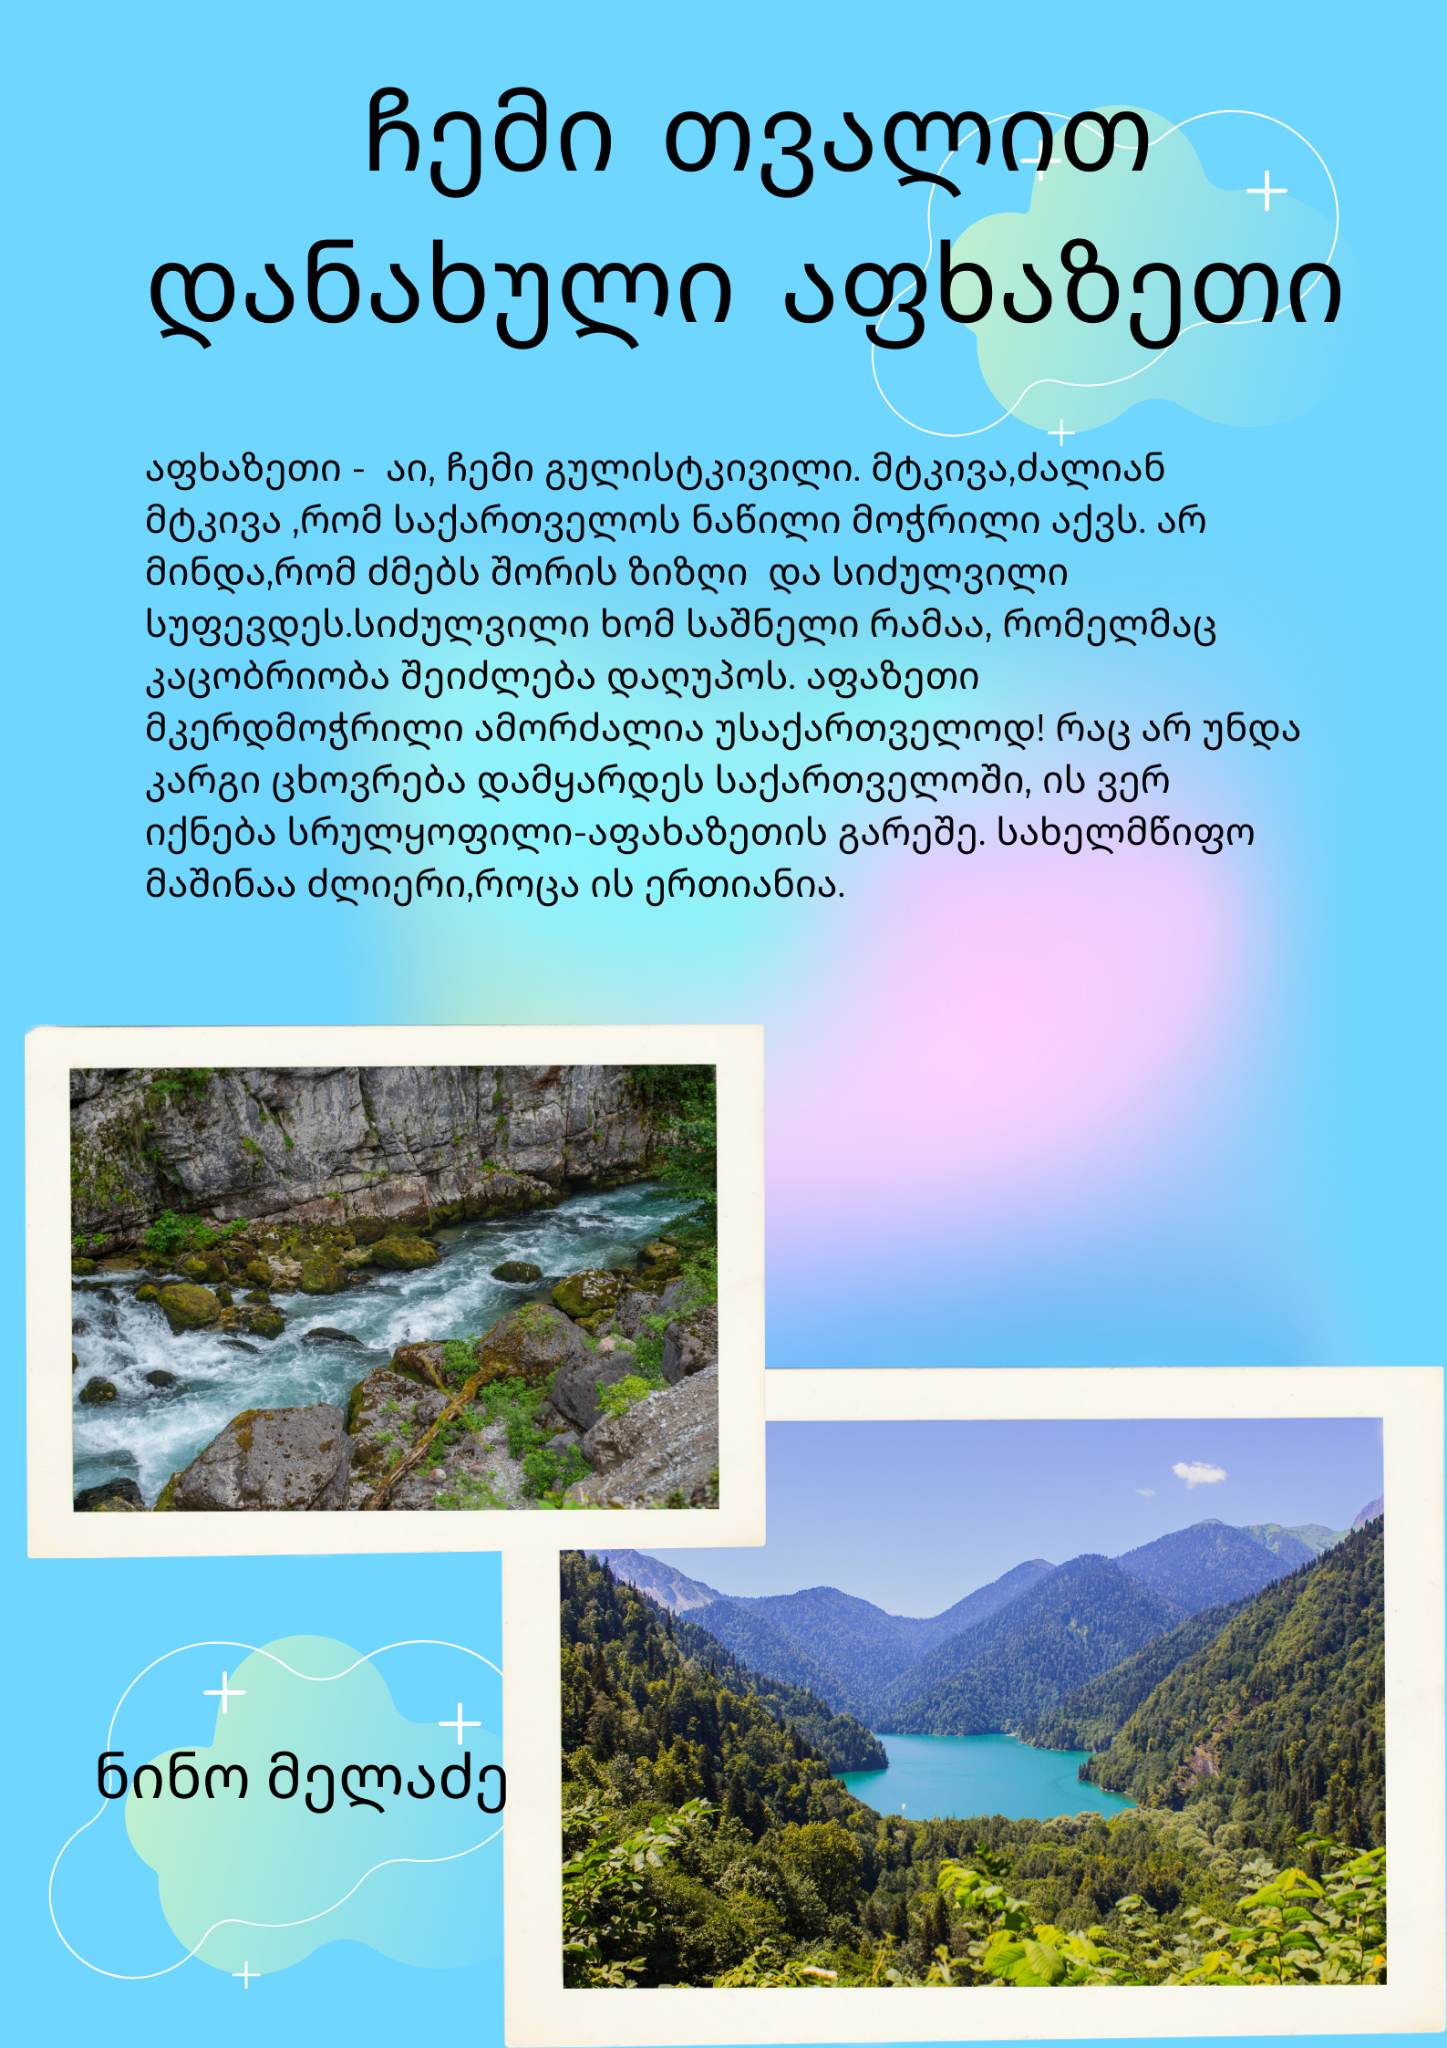 ჩემი თვალით
დანახული აფხაზეთი
აფხაზეთი - აი, ჩემი გულისტკივილი. მტკივა,ძალიან
მტკივა ,რომ საქართველოს ნაწილი მოჭრილი აქვს. არ
მინდა,რომ ძმებს შორის ზიზღი და სიძულვილი
სუფევდეს.სიძულვილი ხომ საშნელი რამაა, რომელმაც
კაცობრიობა შეიძლება დაღუპოს. აფაზეთი
მკერდმოჭრილი ამორძალია უსაქართველოდ! რაც არ უნდა
კარგი ცხოვრება დამყარდეს საქართველოში, ის ვერ
იქნება სრულყოფილი-აფახაზეთის გარეშე. სახელმწიფო
მაშინაა ძლიერი,როცა ის ერთიანია.
ნინო მელაძე